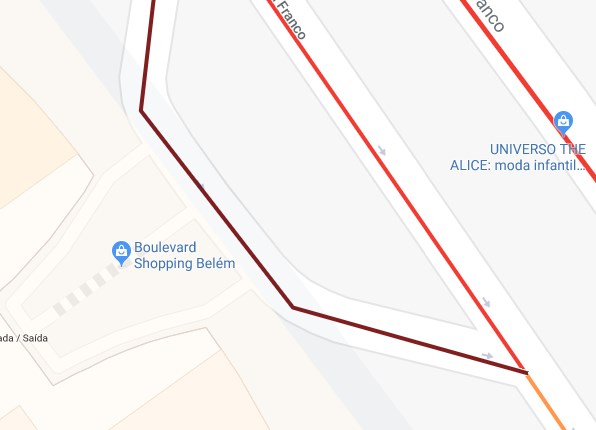 Franco
anco
UNIVERSO THE
ALICE: moda infantil...
Boulevard
Shopping Belém
ada / Saída